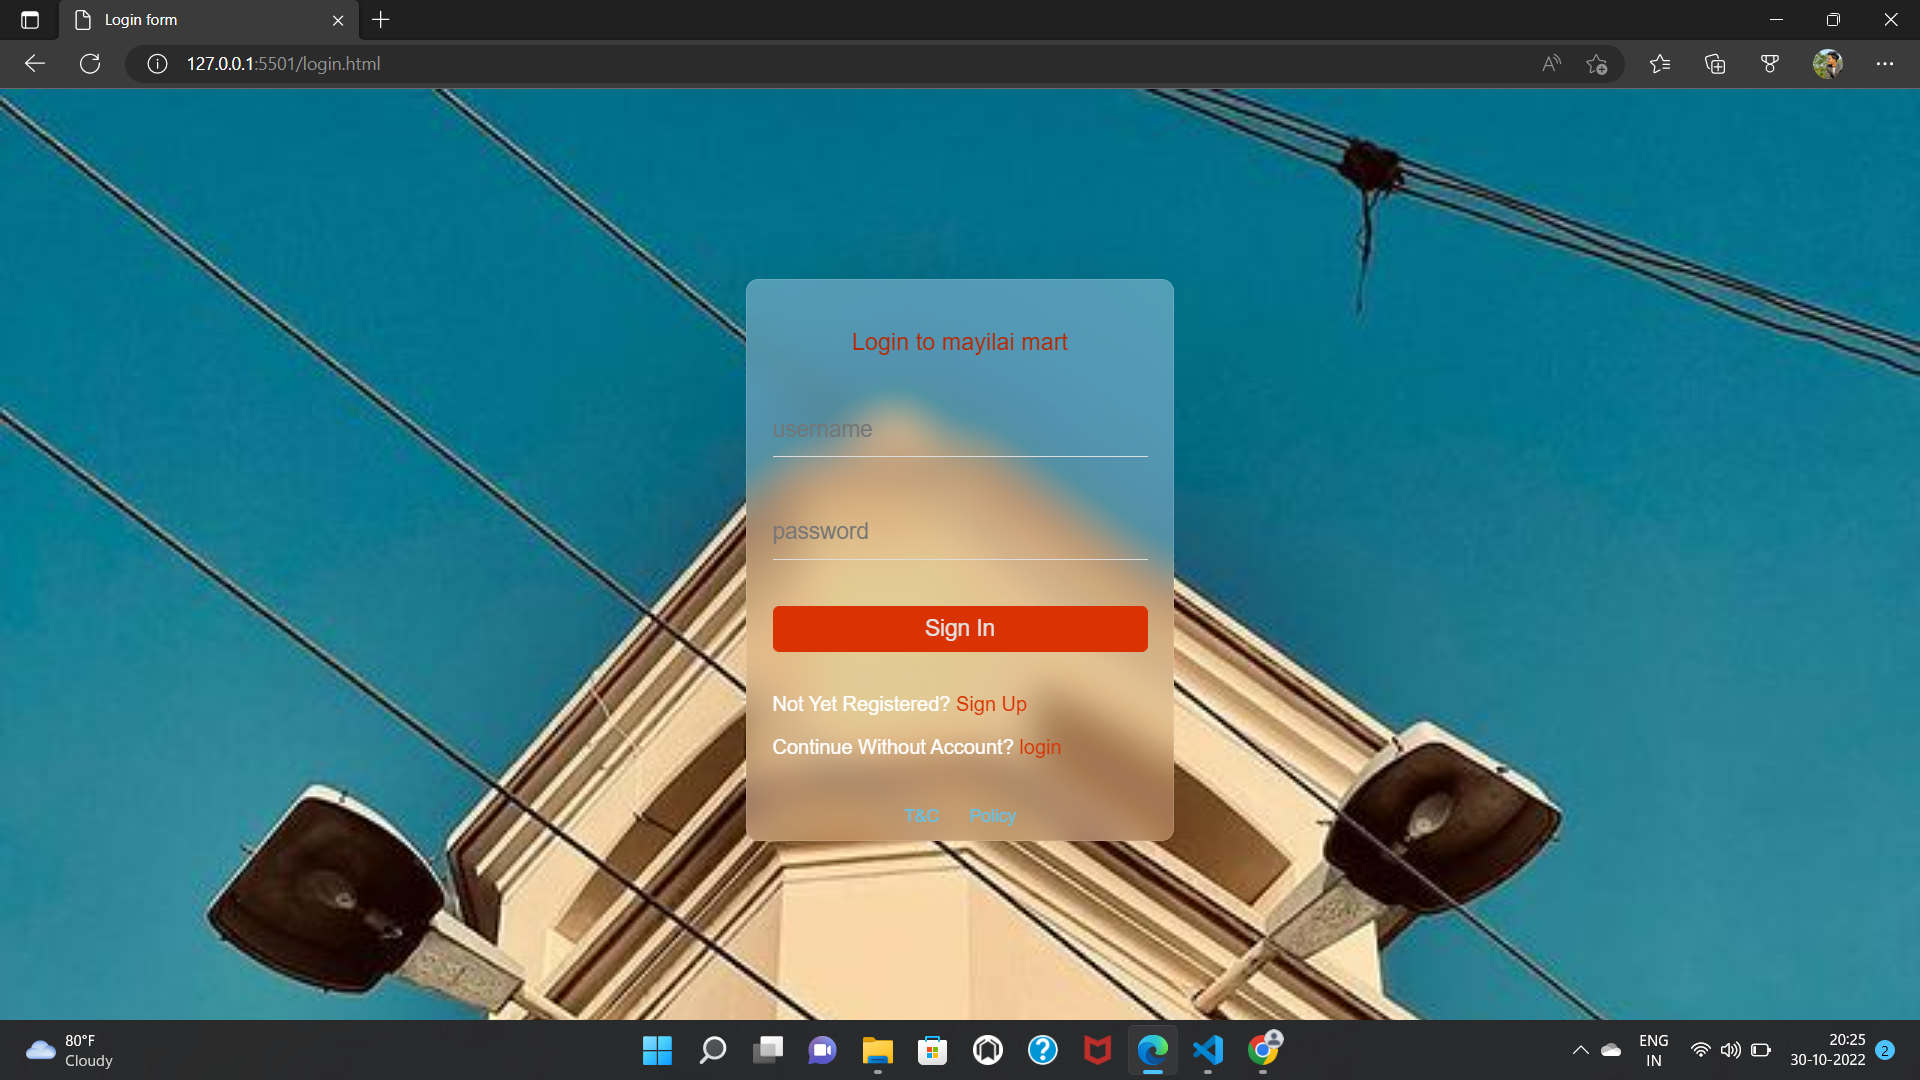 Login form
127.0.0.1:5501/login.html
Login to mayilai mart
username
password
Sign In
Not Yet Registered? Sign Up
Continue Without Account? login
T&C Policy
80°F
Cloudy
ENG
IN
20:25
30-10-2022
2